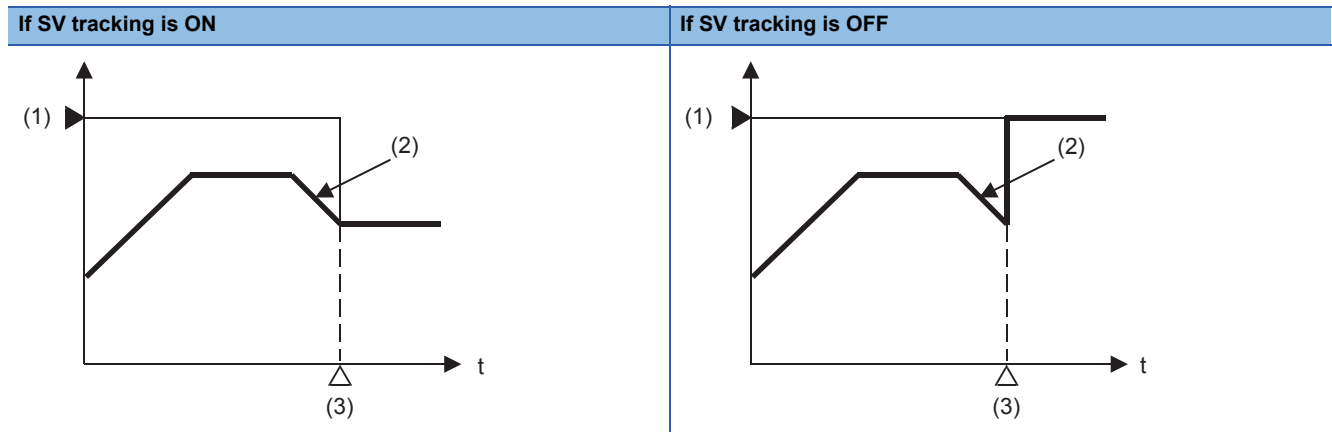 If SV tracking is ON
If SV tracking is OFF
(1)
(2)
t
(3)
(1)
(2)
t
(3)